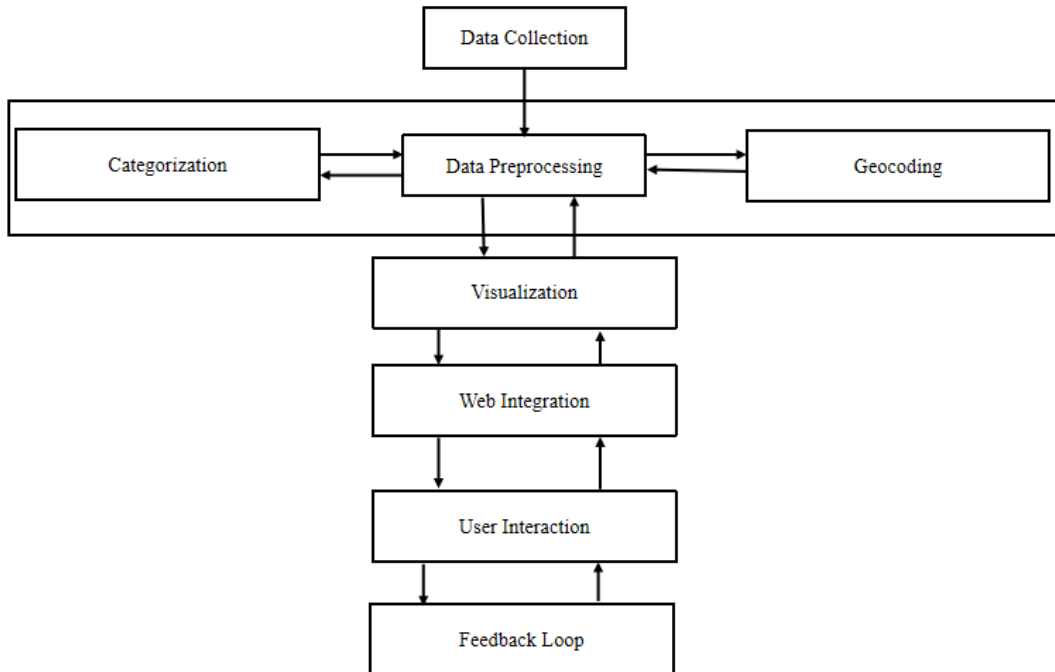 Data Collection
Categorization
Data Preprocessing
Geocoding
Visualization
Web Integration
User Interaction
Feedback Loop